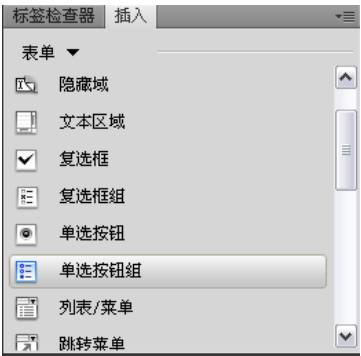 标签检查器 插入
表单
隐藏域
文本区域
复选框
复选框组
单选按钮
单选按钮组
列表/菜单
跳转菜单